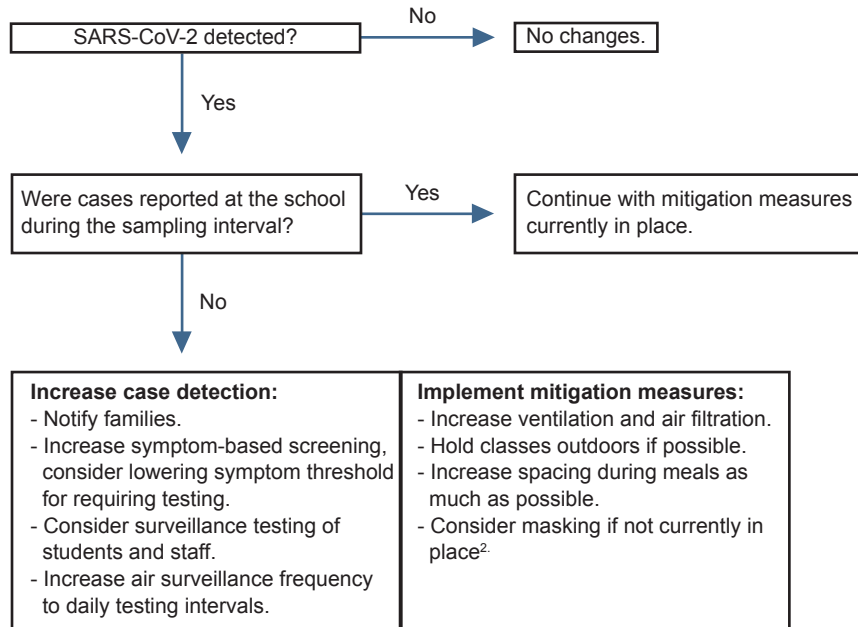 No
SARS-CoV-2 detected?
No changes.
Yes
Were cases reported at the school
during the sampling interval?
Yes
Continue with mitigation measures
currently in place.
No
Increase case detection:
- Notify families.
- Increase symptom-based screening,
consider lowering symptom threshold
for requiring testing.
- Consider surveillance testing of
students and staff.
- Increase air surveillance frequency
to daily testing intervals.
Implement mitigation measures:
- Increase ventilation and air filtration.
- Hold classes outdoors if possible.
- Increase spacing during meals as
much as possible.
- Consider masking if not currently in
place².